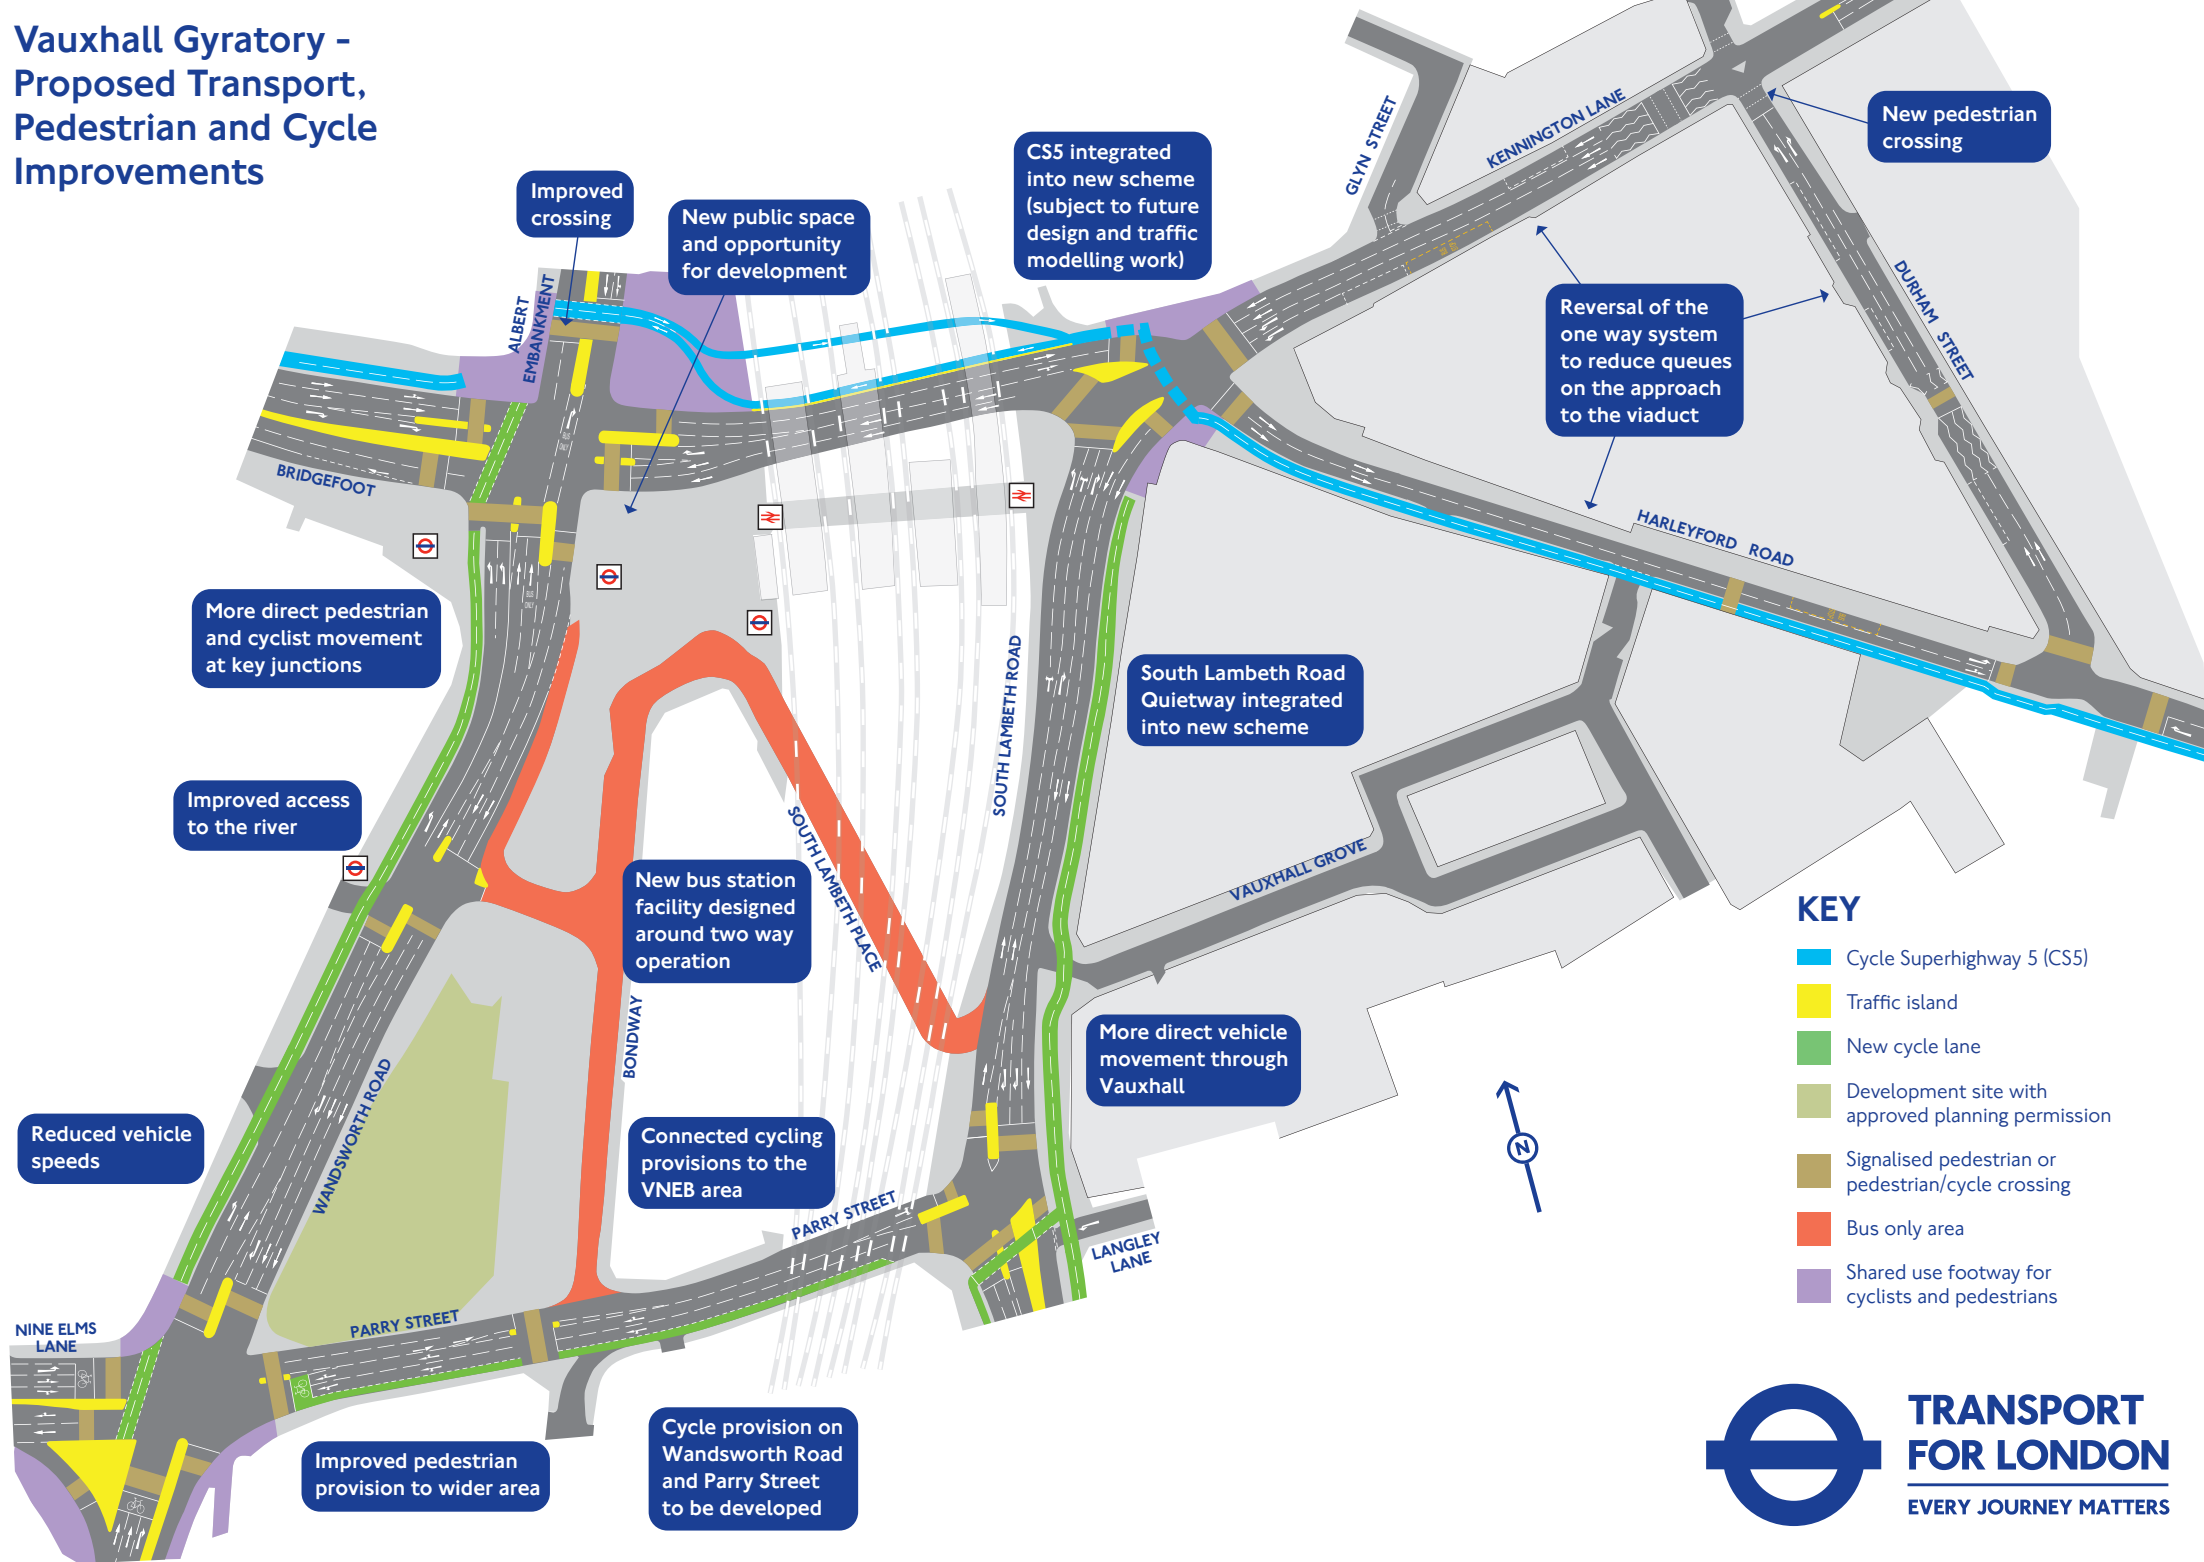 Vauxhall Gyratory -
Proposed Transport,
Pedestrian and Cycle
Improvements
Improved
crossing
New public space
and opportunity
for development
CS5 integrated
into new scheme
(subject to future
design and traffic
modelling work)
GLYN STREET
KENNINGTON LANE
New pedestrian
crossing
ALBERT
EMBANKMENT
Reversal of the
one way system
to reduce queues
on the approach
to the viaduct
DURHAM STREET
BRIDGEFOOT
BUS
ONLY
HARLEYFORD ROAD
BUS
ONLY
More direct pedestrian
and cyclist movement
at key junctions
SOUTH LAMBETH ROAD
South Lambeth Road
Quietway integrated
into new scheme
Improved access
to the river
SOUTH LAMBETH PLACE
VAUXHALL GROVE
New bus station
facility designed
around two way
operation
BONDWAY
WANDSWORTH ROAD
More direct vehicle
movement through
Vauxhall
Reduced vehicle
speeds
Connected cycling
provisions to the
VNEB area
PARRY STREET
LANGLEY
LANE
NINE ELMS
LANE
PARRY STREET
Improved pedestrian
provision to wider area
Cycle provision on
Wandsworth Road
and Parry Street
to be developed
N
KEY
Cycle Superhighway 5 (CS5)
Traffic island
New cycle lane
Development site with
approved planning permission
Signalised pedestrian or
pedestrian/cycle crossing
Bus only area
Shared use footway for
cyclists and pedestrians
TRANSPORT
FOR LONDON
EVERY JOURNEY MATTERS